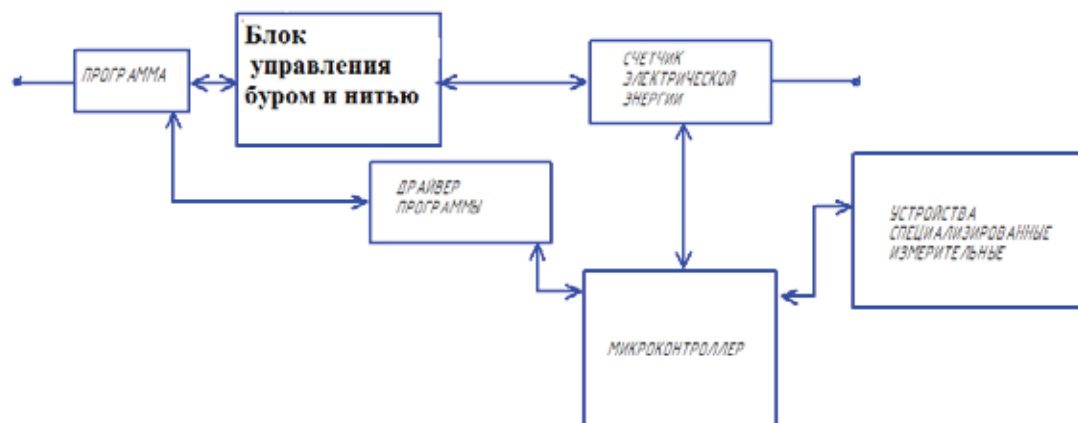 ПРОГРАММА
Блок
управления
буром и нитью
СЧЕТЧИК
ЭЛЕКТРИЧЕСКОЙ
ЭНЕРГИИ
ДРАЙВЕР
ПРОГРАММЫ
УСТРОЙСТВА
СПЕЦИАЛИЗИРОВАННЫЕ
ИЗМЕРИТЕЛЬНЫЕ
МИКРОКОНТРОЛЛЕР